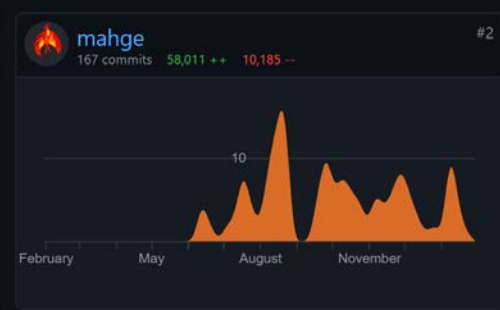 mahge
#2
167 commits 58,011 ++ 10,185 --
10
February May August November